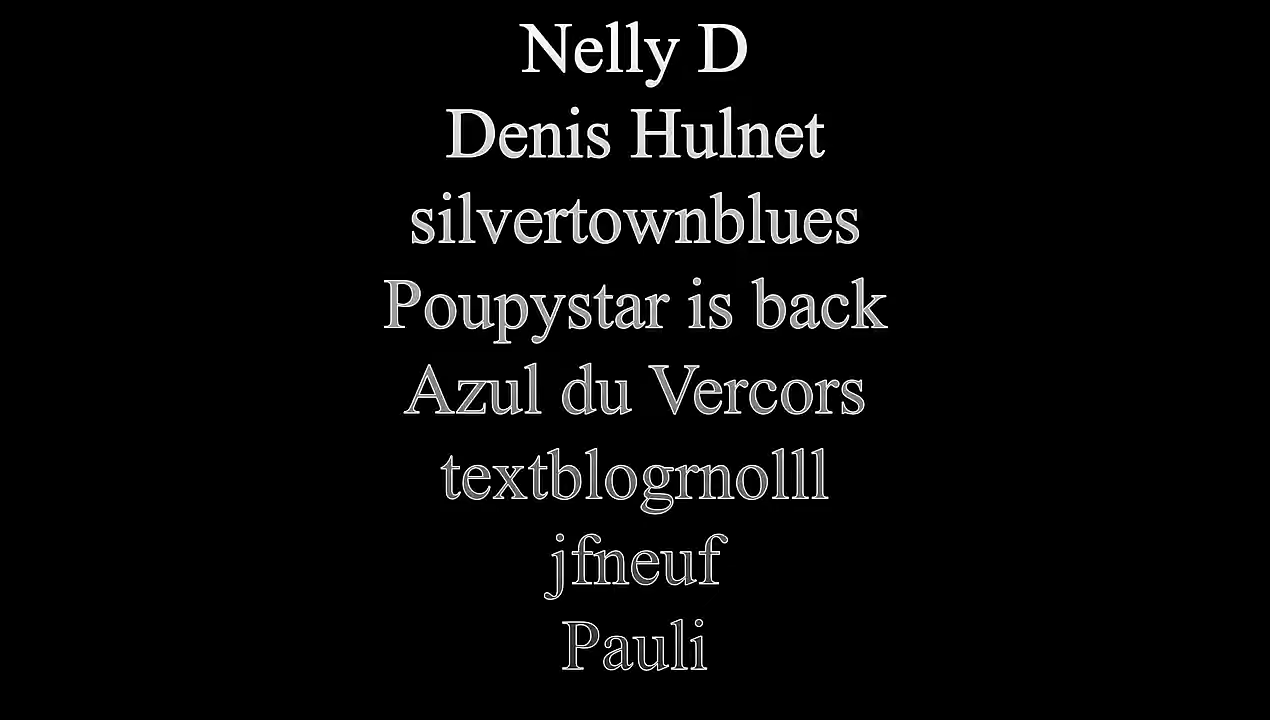 Nelly D
Denis Hulnet
silvertownblues
Poupystar is back
Azul du Vercors
textblogrnolll
jfneuf
Pauli